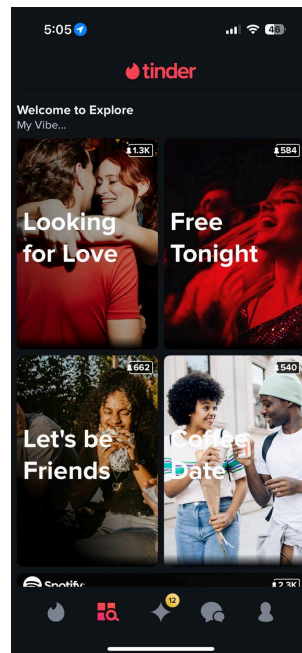 5:05
46
tinder
Welcome to Explore
My Vibe...
1.3K
Looking
for Love
584
Free
Tonight
662
Let's be
Friends
540
Coffee
Date
Spotify
2.3K
12